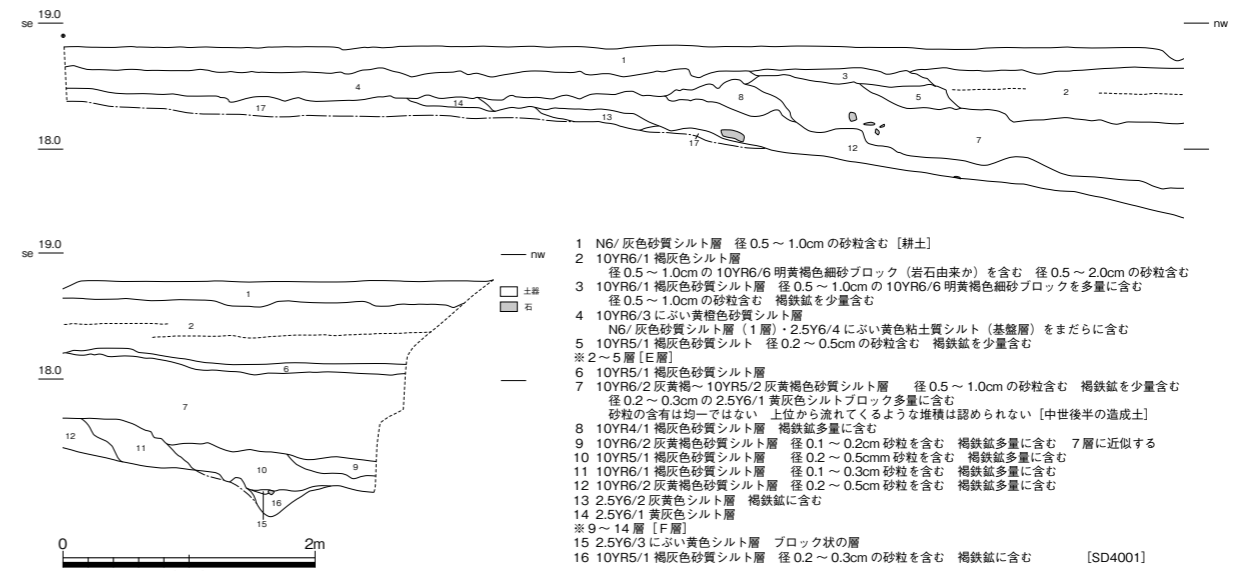 se 19.0
nw
1
3
2
4
8
5
17
14
13
7
18.0
17
12
19.0
se
nw
1
土器
石
2
18.0
6
7
12
11
10
9
16
15
0 2m
1 N6/ 灰色砂質シルト層 径 0.5 ~ 1.0cm の砂粒含む [耕土]
2 10YR6/1 褐灰色シルト層
径 0.5 ~ 1.0cm の 10YR6/6 明黄褐色細砂ブロック(岩石由来か)を含む 径 0.5 ~ 2.0cm の砂粒含む
3 10YR6/1 褐灰色砂質シルト層 径 0.5 ~ 1.0cm の 10YR6/6 明黄褐色細砂ブロックを多量に含む
径 0.5 ~ 1.0cm の砂粒含む 褐鉄鉱を少量含む
4 10YR6/3 にぶい黄橙色砂質シルト層
N6/ 灰色砂質シルト層(1層)・2.5Y6/4 にぶい黄色粘土質シルト(基盤層)をまだらに含む
5 10YR5/1 褐灰色砂質シルト 径 0.2 ~ 0.5cm の砂粒含む 褐鉄鉱を少量含む
※2~5層[E層]
6 10YR5/1 褐灰色砂質シルト層
7 10YR6/2 灰黄褐~ 10YR5/2 灰黄褐色砂質シルト層 径 0.5 ~ 1.0cm の砂粒含む 褐鉄鉱を少量含む
径 0.2 ~ 0.3cm の 2.5Y6/1 黄灰色シルトブロック多量に含む
砂粒の含有は均一ではない 上位から流れてくるような堆積は認められない [中世後半の造成土]
8 10YR4/1 褐灰色シルト層 褐鉄鉱多量に含む
9 10YR6/2 灰黄褐色砂質シルト層 径 0.1 ~ 0.2cm 砂粒を含む 褐鉄鉱多量に含む 7層に近似する
10 10YR5/1 褐灰色砂質シルト層 径 0.2 ~ 0.5cmm 砂粒を含む 褐鉄鉱多量に含む
11 10YR6/1 褐灰色砂質シルト層 径 0.1 ~ 0.3cm 砂粒を含む 褐鉄鉱多量に含む
12 10YR6/2 灰黄褐色砂質シルト層 径 0.2 ~ 0.5cm 砂粒を含む 褐鉄鉱多量に含む
13 2.5Y6/2 灰黄色シルト層 褐鉄鉱に含む
14 2.5Y6/1 黄灰色シルト層
※9~14層[F層]
15 2.5Y6/3 にぶい黄色シルト層 ブロック状の層
16 10YR5/1 褐灰色砂質シルト層 径 0.2 ~ 0.3cm の砂粒を含む 褐鉄鉱に含む [SD4001]